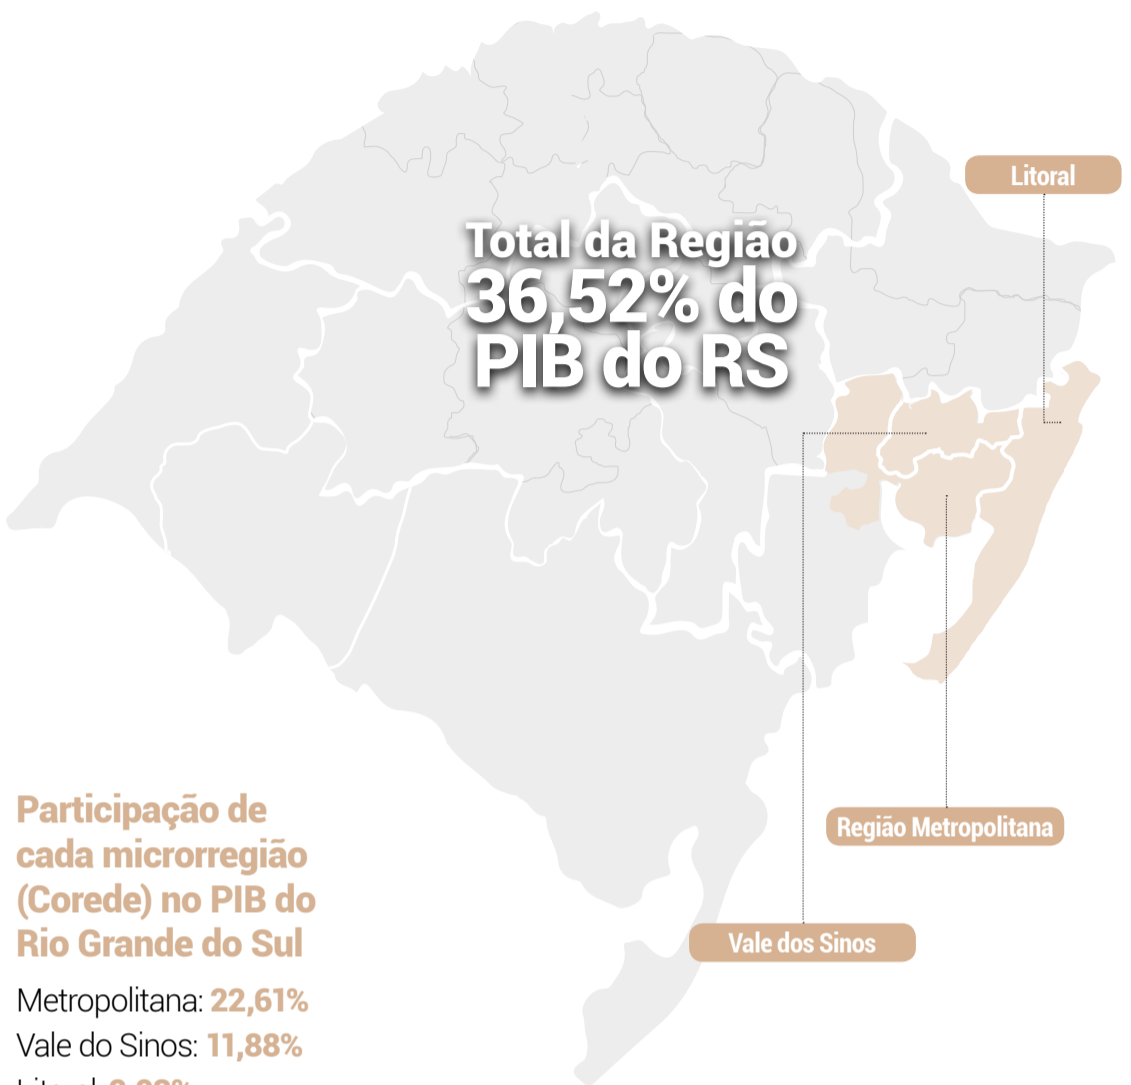 Litoral
Total da Região
36,52% do
PIB do RS
Região Metropolitana
Vale dos Sinos
Participação de
cada microrregião
(Corede) no PIB do
Rio Grande do Sul
Metropolitana: 22,61%
Vale do Sinos: 11,88%